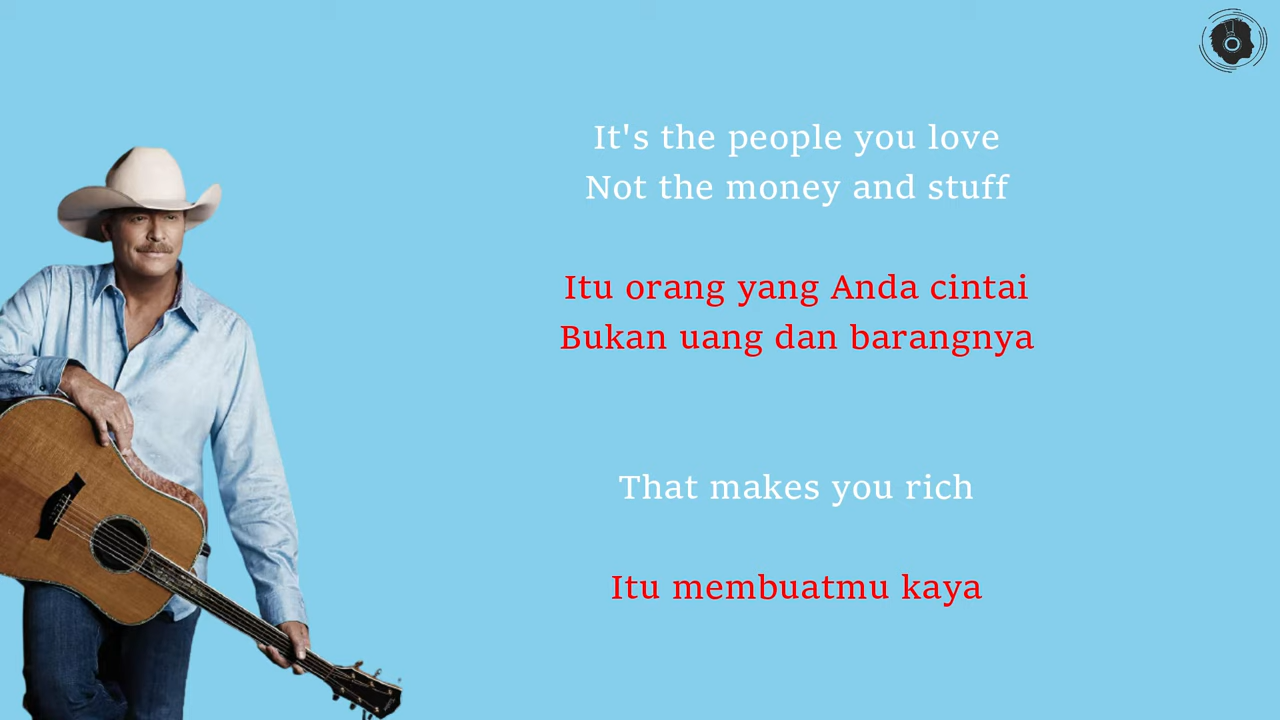 It's the people you love
Not the money and stuff
Itu orang yang Anda cintai
Bukan uang dan barangnya
That makes you rich
Itu membuatmu kaya